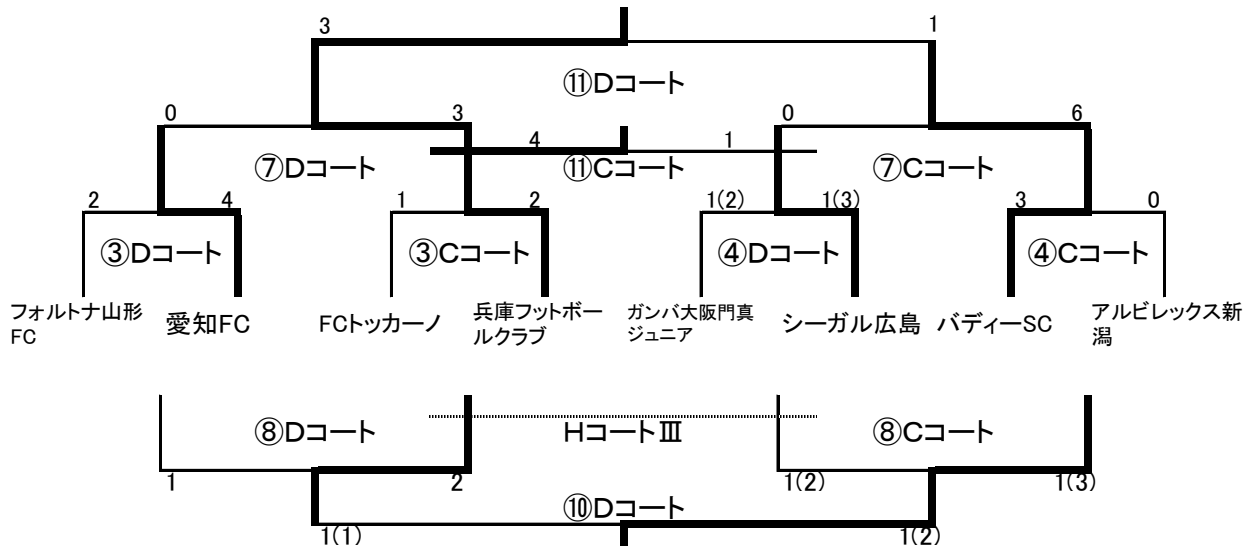 3 1
⑪Dコート
0 3 0 6
4 1
⑦Dコート ⑪Cコート ⑦Cコート
2 4 1 2 1(2) 1(3) 3 0
③Dコート ③Cコート ④Dコート ④Cコート
フォルトナ山形
FC
愛知FC
FCトッカーノ
兵庫フットボー
ルクラブ
ガンバ大阪門真
ジュニア
シーガル広島
バディーSC
アルビレックス新
潟
⑧Dコート HコートⅢ ⑧Cコート
1 2 1(2) 1(3)
⑩Dコート
1(1) 1(2)